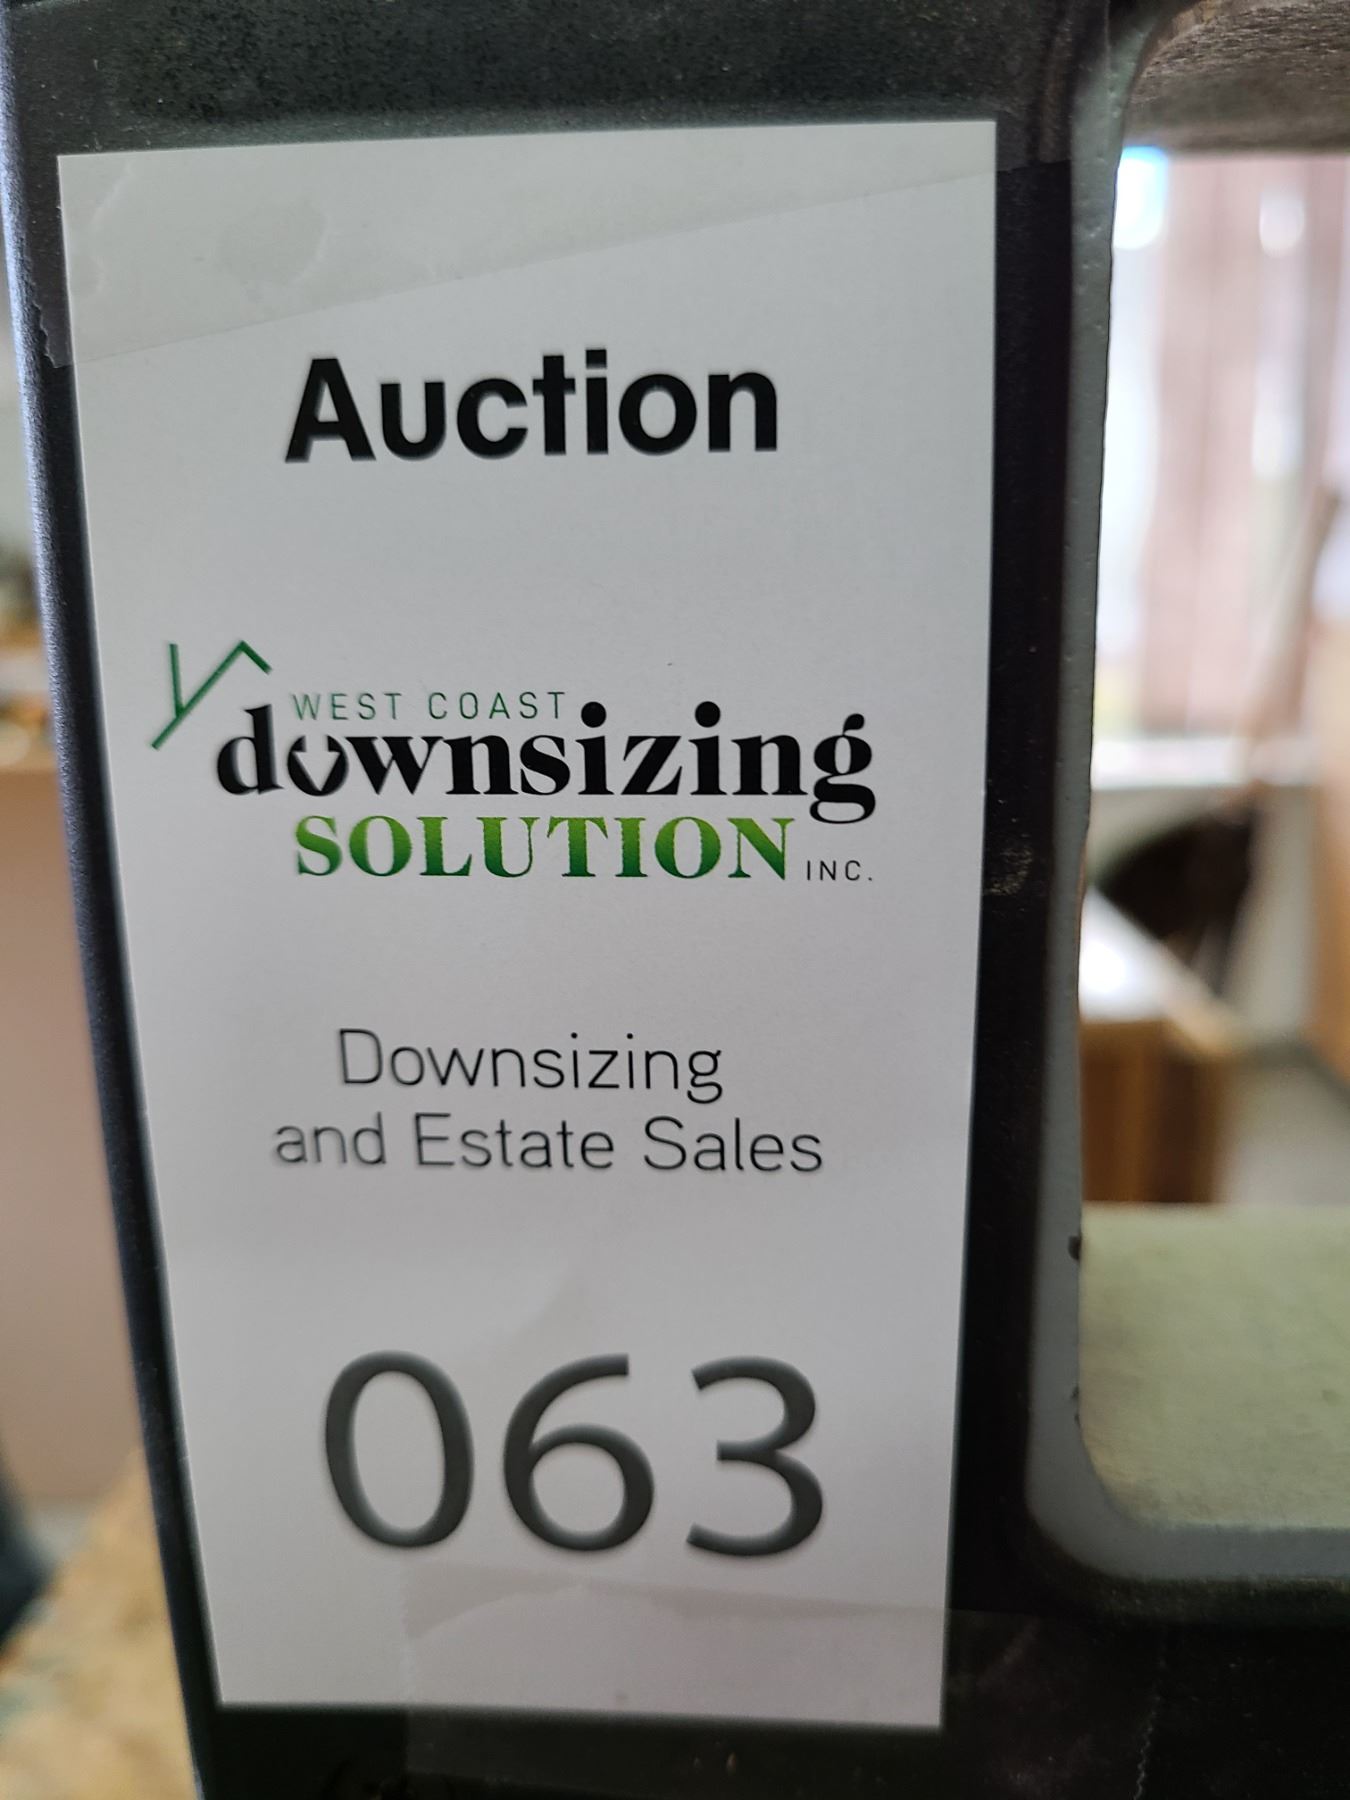 Auction
WEST COAST
downsizing
SOLUTION INC.
Downsizing
and Estate Sales
063